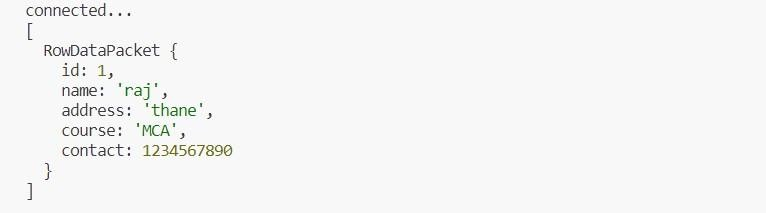 connected...
[
  RowDataPacket {
    id: 1,
    name: 'raj',
    address: 'thane',
    course: 'MCA',
    contact: 1234567890
  }
]